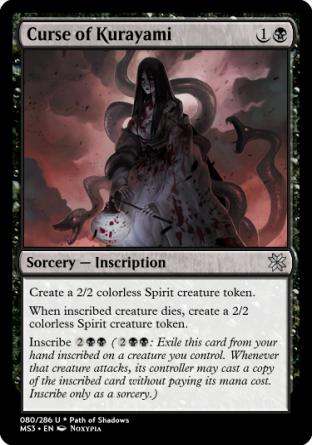 Curse of Kurayami 1
Sorcery — Inscription
Create a 2/2 colorless Spirit creature token.
When inscribed creature dies, create a 2/2
colorless Spirit creature token.
Inscribe 2 ( 2 : Exile this card from your
hand inscribed on a creature you control. Whenever
that creature attacks, its controller may cast a copy
of the inscribed card without paying its mana cost.
Inscribe only as a sorcery.)
080/286 U * Path of Shadows
MS3 • EN Noxypia